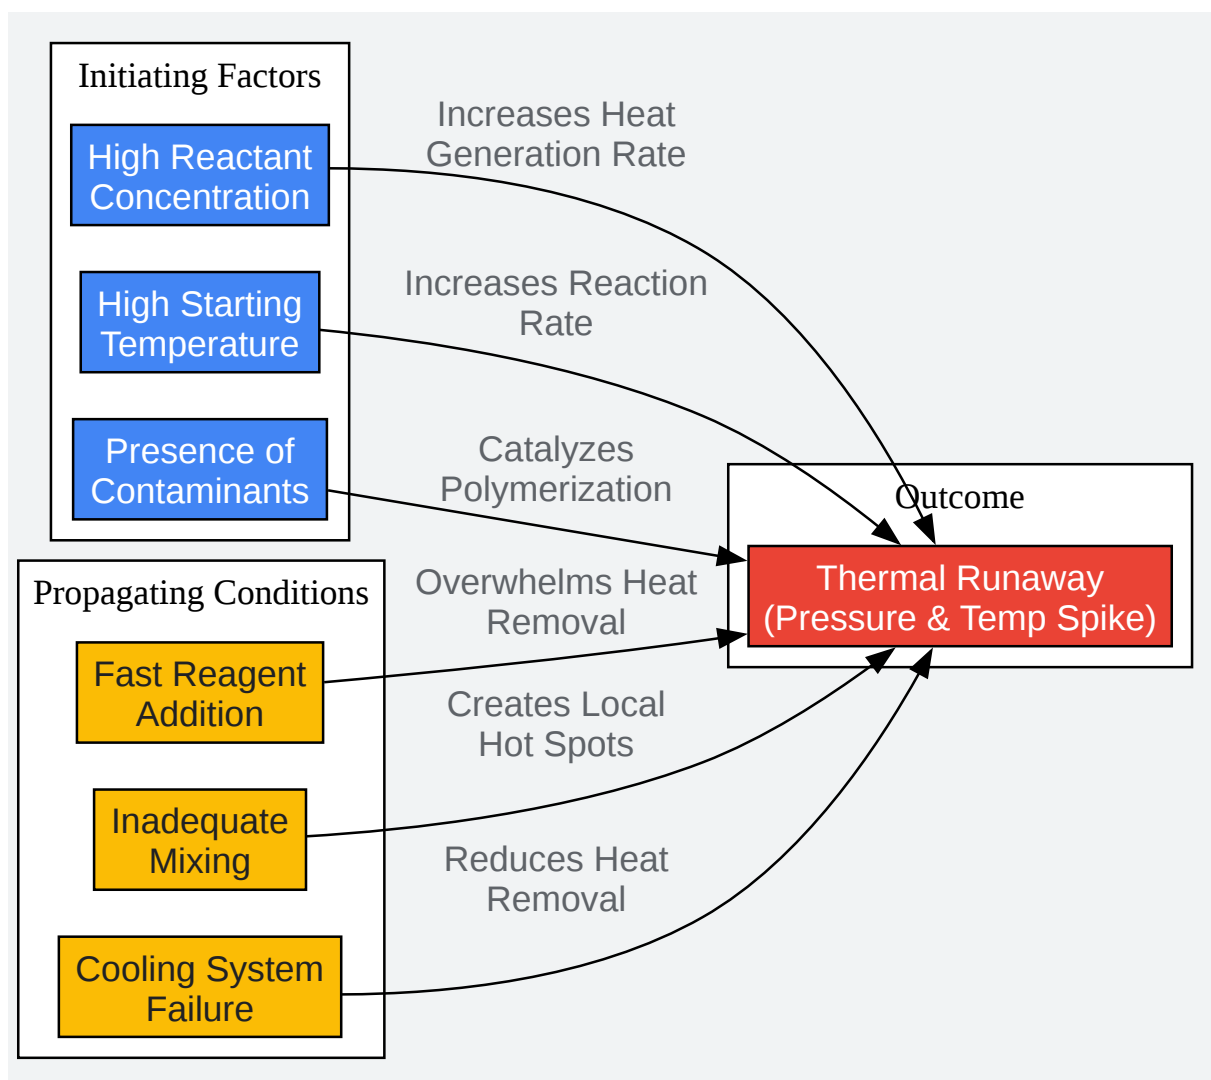 Initiating Factors
High Reactant
Concentration
Increases Heat
Generation Rate
High Starting
Temperature
Increases Reaction
Rate
Presence of
Contaminants
Catalyzes
Polymerization
Propagating Conditions
Fast Reagent
Addition
Overwhelms Heat
Removal
Inadequate
Mixing
Creates Local
Hot Spots
Cooling System
Failure
Reduces Heat
Removal
Outcome
Thermal Runaway
(Pressure & Temp Spike)